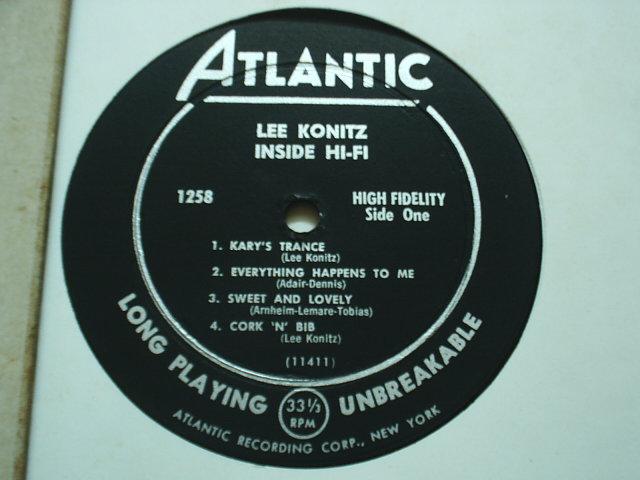 ATLANTIC
LEE KONITZ
INSIDE HI-FI
1258
HIGH FIDELITY
Side One
1. KARY'S TRANCE
(Lee Konitz)
2. EVERYTHING HAPPENS TO ME
(Adair-Dennis)
3. SWEET AND LOVELY
(Arnheim-Lemare-Tobias)
4. CORK 'N' BIB
(Lee Konitz)
(11411)
LONG PLAYING 33 1/3 RPM UNBREAKABLE
ATLANTIC RECORDING CORP., NEW YORK